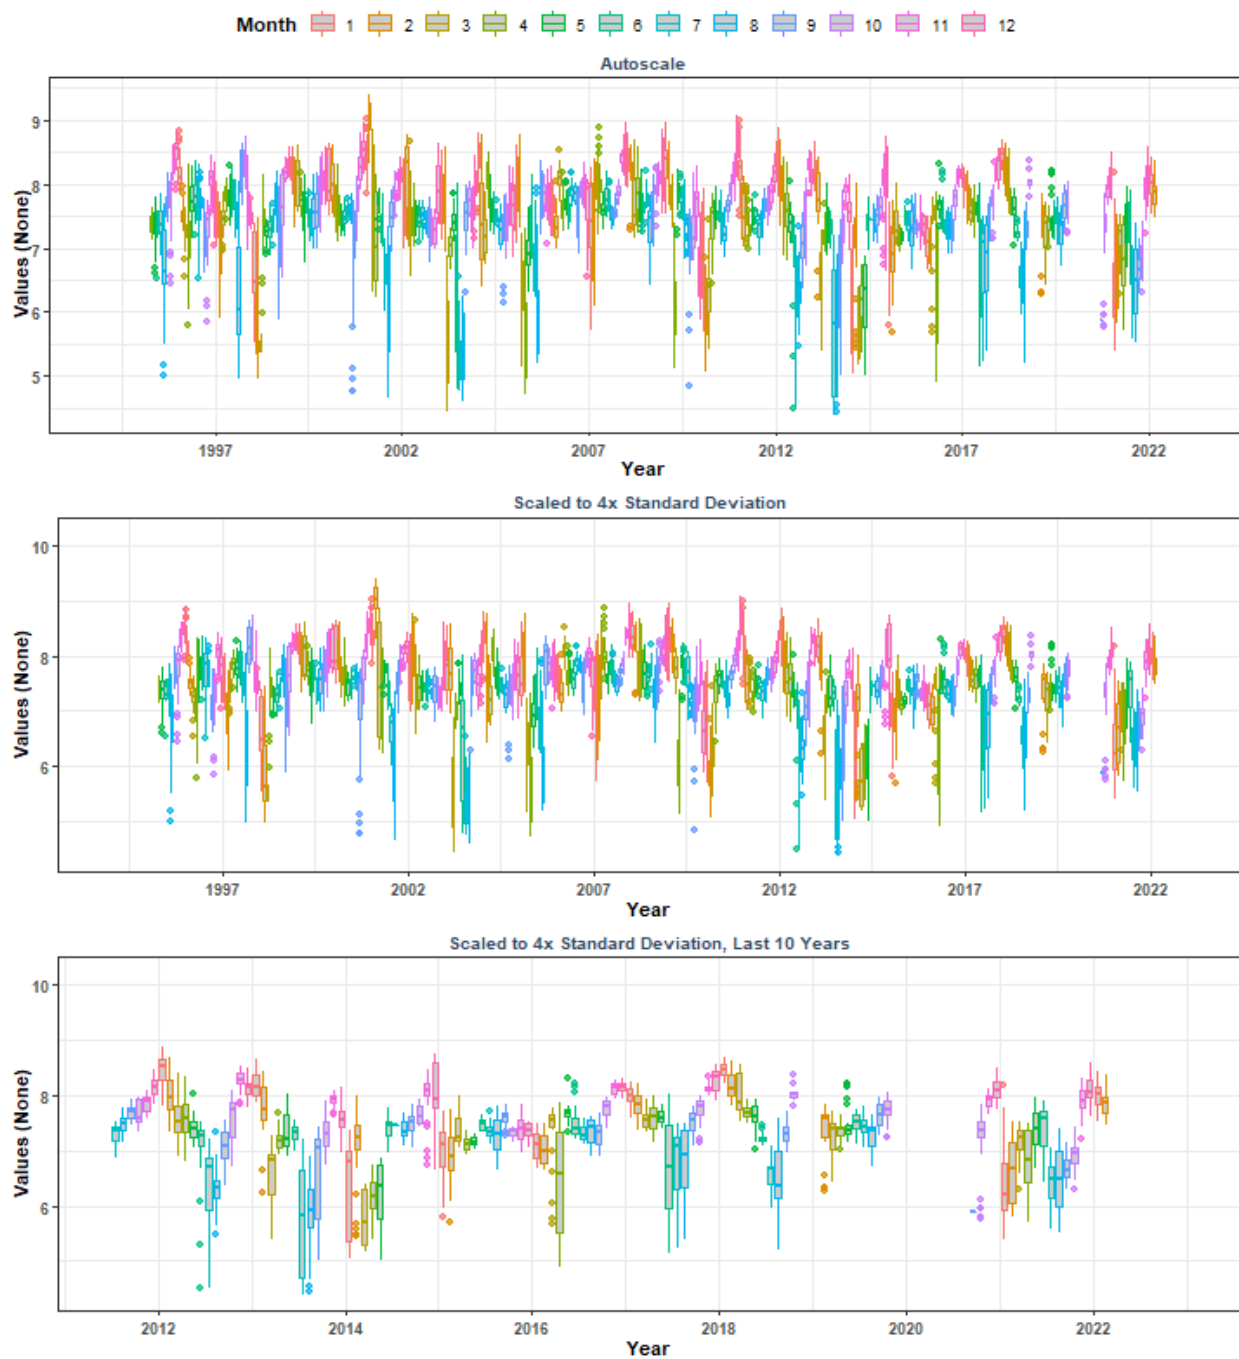 Month 1 2 3 4 5 6 7 8 9 10 11 12
Autoscale
Values (None)
9
8
7
6
5
1997 2002 2007 2012 2017 2022
Year
Scaled to 4x Standard Deviation
Values (None)
10
8
6
1997 2002 2007 2012 2017 2022
Year
Scaled to 4x Standard Deviation, Last 10 Years
Values (None)
10
8
6
2012 2014 2016 2018 2020 2022
Year